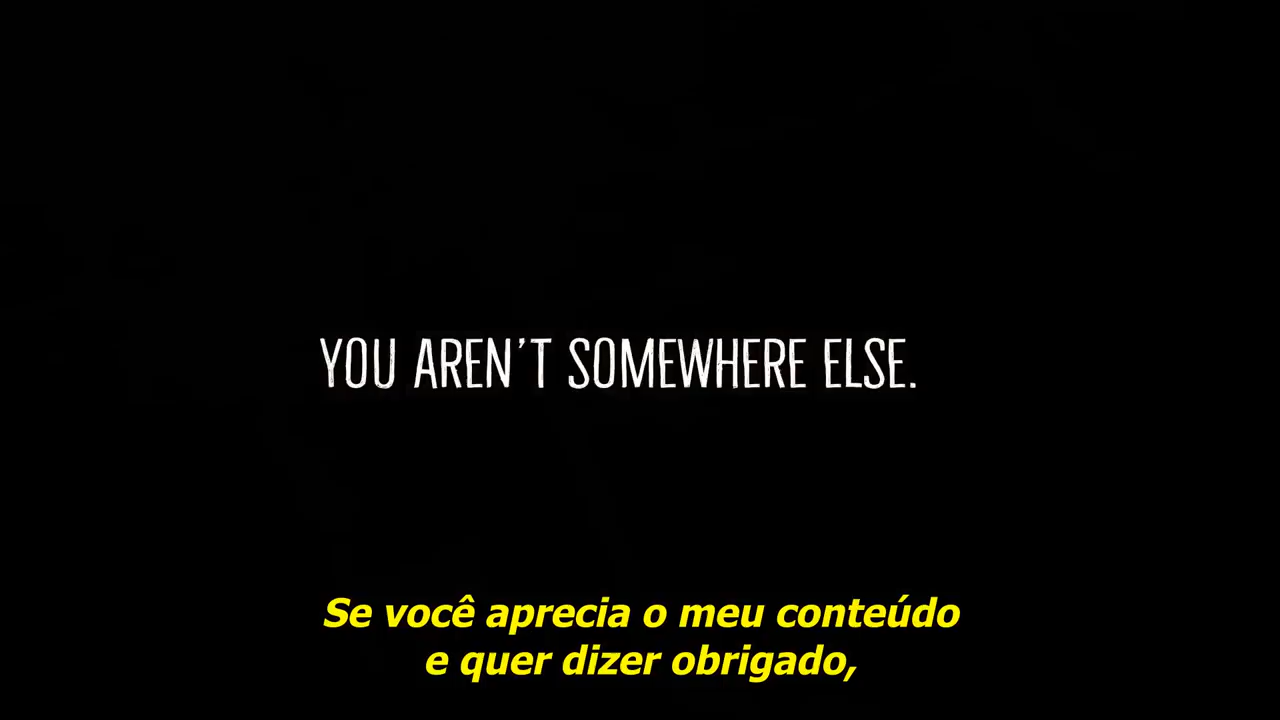 YOU AREN'T SOMEWHERE ELSE.
Se você aprecia o meu conteúdo
e quer dizer obrigado,